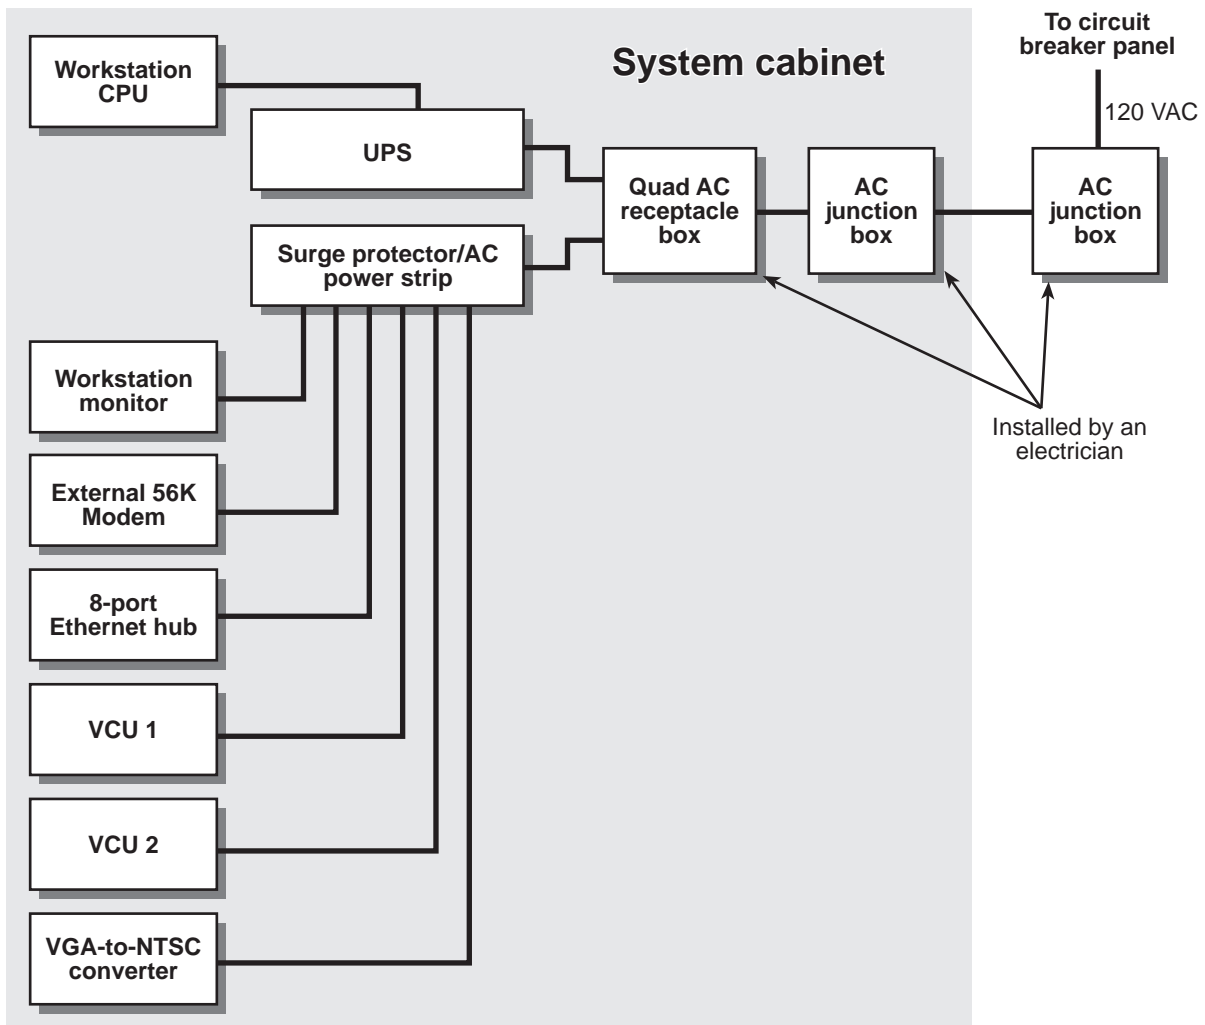 System cabinet
To circuit
breaker panel
120 VAC
Workstation
CPU
UPS
Quad AC
receptacle
box
AC
junction
box
AC
junction
box
Surge protector/AC
power strip
Workstation
monitor
Installed by an
electrician
External 56K
Modem
8-port
Ethernet hub
VCU 1
VCU 2
VGA-to-NTSC
converter